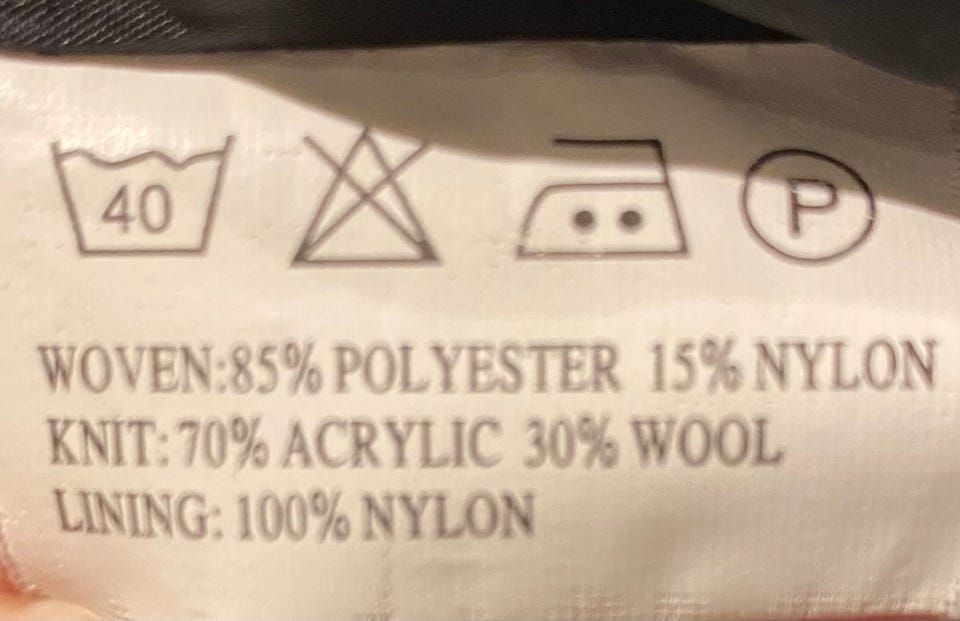 40 P
WOVEN:85% POLYESTER 15% NYLON
KNIT: 70% ACRYLIC 30% WOOL
LINING: 100% NYLON